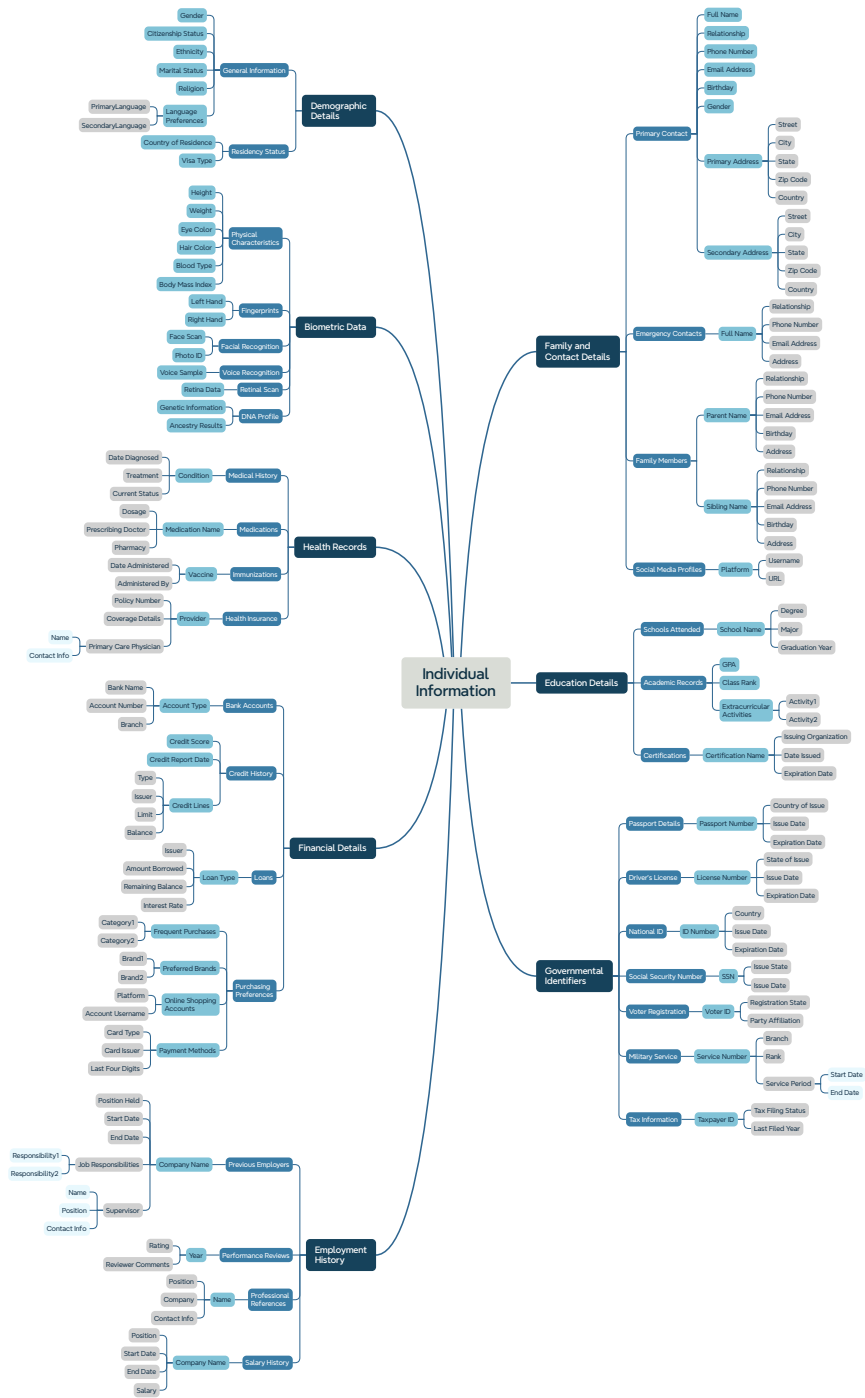 Individual
Information
Demographic
Details
General Information
Gender
Citizenship Status
Ethnicity
Marital Status
Religion
Language
Preferences
PrimaryLanguage
SecondaryLanguage
Residency Status
Country of Residence
Visa Type
Biometric Data
Physical
Characteristics
Height
Weight
Eye Color
Hair Color
Blood Type
Body Mass Index
Fingerprints
Left Hand
Right Hand
Facial Recognition
Face Scan
Photo ID
Voice Recognition
Voice Sample
Retinal Scan
Retina Data
DNA Profile
Genetic Information
Ancestry Results
Health Records
Medical History
Condition
Date Diagnosed
Treatment
Current Status
Medications
Medication Name
Dosage
Prescribing Doctor
Pharmacy
Immunizations
Vaccine
Date Administered
Administered By
Health Insurance
Provider
Policy Number
Coverage Details
Primary Care Physician
Name
Contact Info
Financial Details
Bank Accounts
Account Type
Bank Name
Account Number
Branch
Credit History
Credit Score
Credit Report Date
Credit Lines
Type
Issuer
Limit
Balance
Loans
Loan Type
Issuer
Amount Borrowed
Remaining Balance
Interest Rate
Purchasing
Preferences
Frequent Purchases
Category1
Category2
Preferred Brands
Brand1
Brand2
Online Shopping
Accounts
Platform
Account Username
Payment Methods
Card Type
Card Issuer
Last Four Digits
Employment
History
Previous Employers
Company Name
Position Held
Start Date
End Date
Job Responsibilities
Responsibility1
Responsibility2
Supervisor
Name
Position
Contact Info
Performance Reviews
Year
Rating
Reviewer Comments
Professional
References
Name
Position
Company
Contact Info
Salary History
Company Name
Position
Start Date
End Date
Salary
Family and
Contact Details
Primary Contact
Full Name
Relationship
Phone Number
Email Address
Birthday
Gender
Primary Address
Street
City
State
Zip Code
Country
Secondary Address
Street
City
State
Zip Code
Country
Emergency Contacts
Full Name
Relationship
Phone Number
Email Address
Address
Family Members
Parent Name
Relationship
Phone Number
Email Address
Birthday
Address
Sibling Name
Relationship
Phone Number
Email Address
Birthday
Address
Social Media Profiles
Platform
Username
URL
Education Details
Schools Attended
School Name
Degree
Major
Graduation Year
Academic Records
GPA
Class Rank
Extracurricular
Activities
Activity1
Activity2
Certifications
Certification Name
Issuing Organization
Date Issued
Expiration Date
Governmental
Identifiers
Passport Details
Passport Number
Country of Issue
Issue Date
Expiration Date
Driver's License
License Number
State of Issue
Issue Date
Expiration Date
National ID
ID Number
Country
Issue Date
Expiration Date
Social Security Number
SSN
Issue State
Issue Date
Voter Registration
Voter ID
Registration State
Party Affiliation
Military Service
Service Number
Branch
Rank
Service Period
Start Date
End Date
Tax Information
Taxpayer ID
Tax Filing Status
Last Filed Year